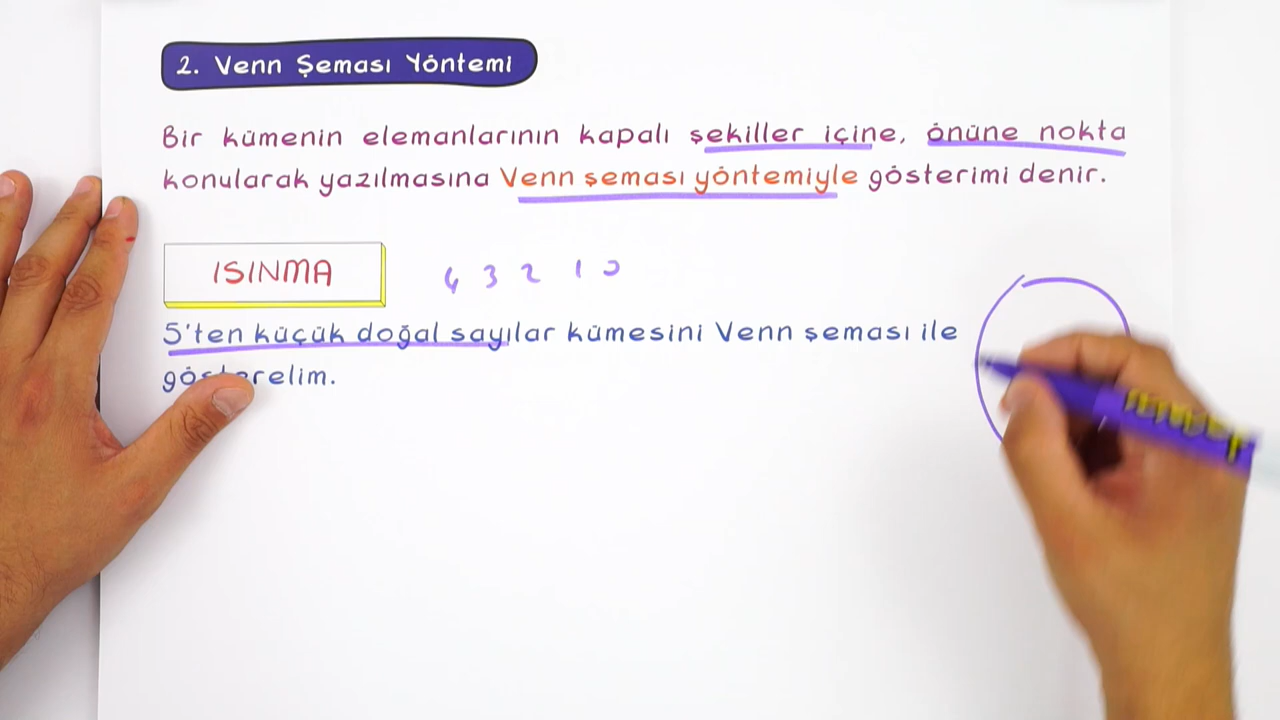 2. Venn Şeması Yöntemi
Bir kümenin elemanlarının kapalı şekiller içine, önüne nokta
konularak yazılmasına Venn şeması yöntemiyle gösterimi denir.
ISINMA
4 3 2 1 0
5'ten küçük doğal sayılar kümesini Venn şeması ile
gösterelim.